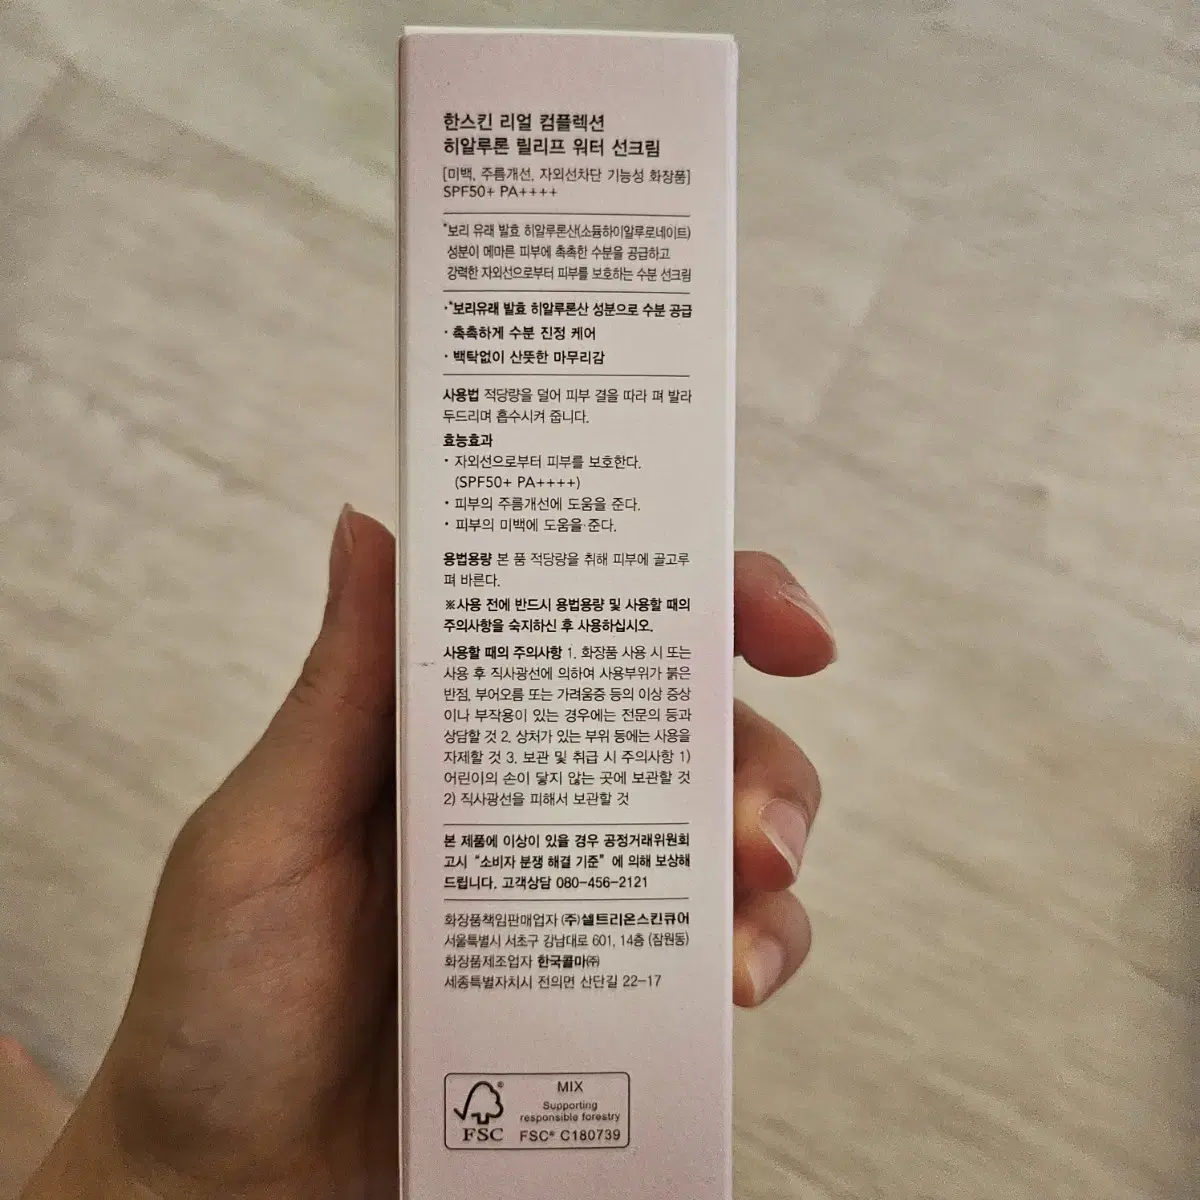 한스킨 리얼 컴플렉션
히알루론 릴리프 워터 선크림
[미백, 주름개선, 자외선차단 기능성 화장품]
SPF50+ PA++++
*보리 유래 발효 히알루론산(소듐하이알루로네이트)
성분이 메마른 피부에 촉촉한 수분을 공급하고
강력한 자외선으로부터 피부를 보호하는 수분 선크림
·*보리유래 발효 히알루론산 성분으로 수분 공급
· 촉촉하게 수분 진정 케어
· 백탁없이 산뜻한 마무리감
사용법 적당량을 덜어 피부 결을 따라 펴 발라
두드리며 흡수시켜 줍니다.
효능효과
· 자외선으로부터 피부를 보호한다.
(SPF50+ PA++++)
· 피부의 주름개선에 도움을 준다.
· 피부의 미백에 도움을 준다.
용법용량 본 품 적당량을 취해 피부에 골고루
펴 바른다.
※사용 전에 반드시 용법용량 및 사용할 때의
주의사항을 숙지하신 후 사용하십시오.
사용할 때의 주의사항 1. 화장품 사용 시 또는
사용 후 직사광선에 의하여 사용부위가 붉은
반점, 부어오름 또는 가려움증 등의 이상 증상
이나 부작용이 있는 경우에는 전문의 등과
상담할 것 2. 상처가 있는 부위 등에는 사용을
자제할 것 3. 보관 및 취급 시 주의사항 1)
어린이의 손이 닿지 않는 곳에 보관할 것
2) 직사광선을 피해서 보관할 것
본 제품에 이상이 있을 경우 공정거래위원회
고시 “소비자 분쟁 해결 기준” 에 의해 보상해
드립니다. 고객상담 080-456-2121
화장품책임판매업자 (주)셀트리온스킨큐어
서울특별시 서초구 강남대로 601, 14층 (잠원동)
화장품제조업자 한국콜마㈜
세종특별자치시 전의면 산단길 22-17
MIX
Supporting
responsible forestry
FSC® C180739
®
FSC